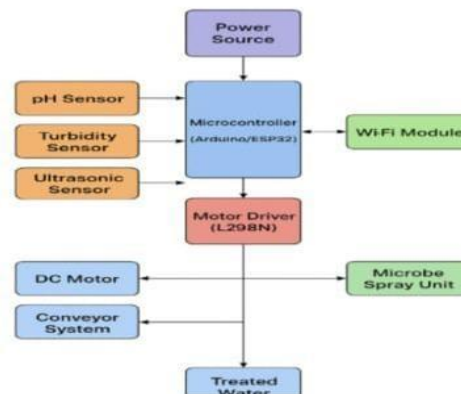 Power
Source
pH Sensor
Microcontroller
(Arduino/ESP32)
Turbidity
Sensor
Wi-Fi Module
Ultrasonic
Sensor
Motor Driver
(L298N)
DC Motor
Microbe
Spray Unit
Conveyor
System
Treated
Water